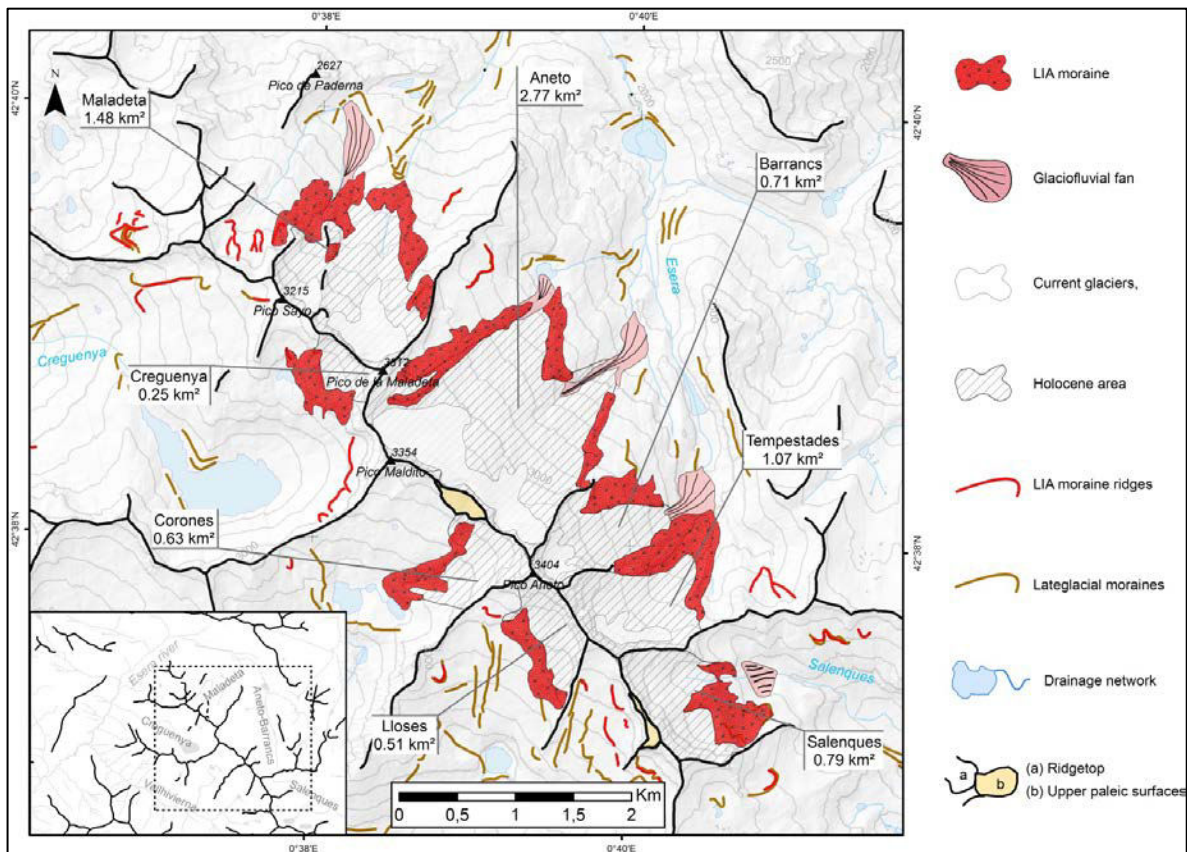 0°38'E
0°40'E
2627
Pico de Paderna
N
42°40'N
42°40'N
Maladeta
1.48 km²
Aneto
2.77 km²
2500
2000
Barrancs
0.71 km²
Esera
3215
Pico Sayo
Creguenya
Creguenya
0.25 km²
3312
Pico de la Maladeta
3354
Pico Maldito
3000
Tempestades
1.07 km²
Corones
0.63 km²
42°38'N
42°38'N
3404
Pico Aneto
Salenques
Lloses
0.51 km²
Salenques
0.79 km²
Esera river
Maladeta
Aneto-Barrancs
Creguenya
Vallhivierna
Salenques
Km
0 0,5 1 1,5 2
0°38'E
0°40'E
LIA moraine
Glaciofluvial fan
Current glaciers,
Holocene area
LIA moraine ridges
Lateglacial moraines
Drainage network
a
b
(a) Ridgetop
(b) Upper paleic surfaces